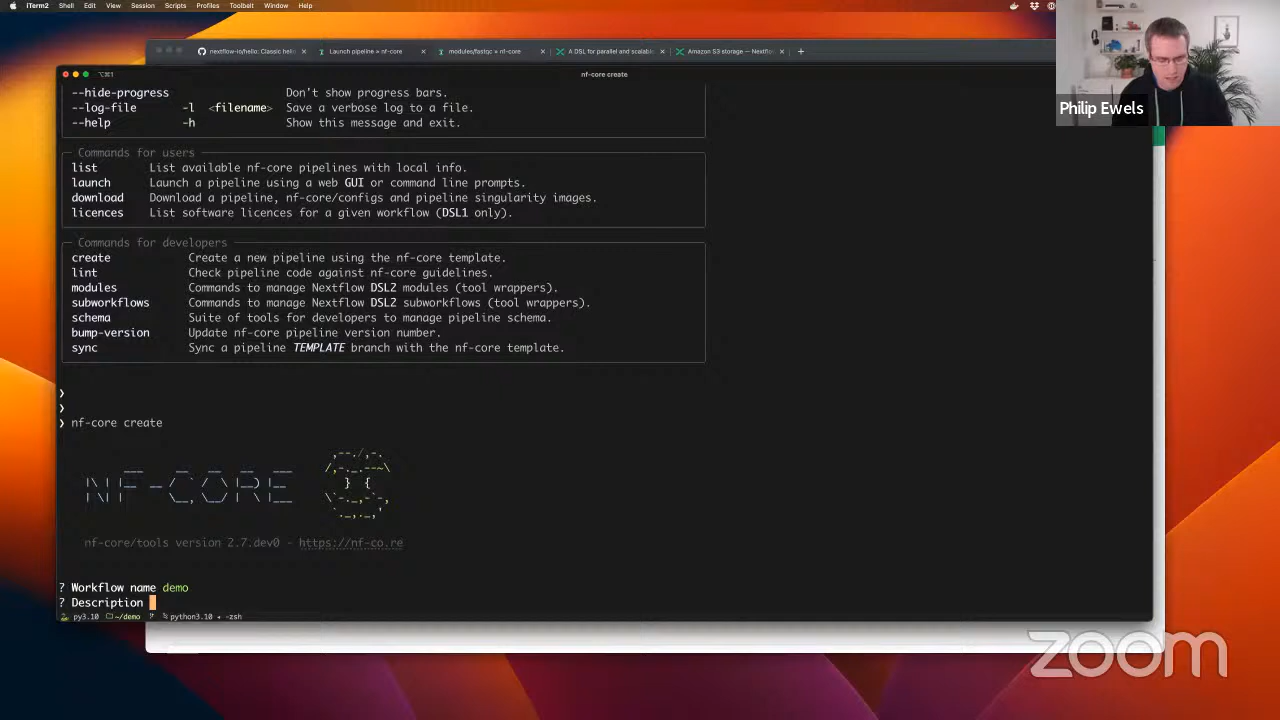 iTerm2 Shell Edit View Session Scripts Profiles Toolbelt Window Help
nextflow-io/hello: Classic hell Launch pipeline » nf-core modules/fastqc » nf-core A DSL for parallel and scalabl Amazon S3 storage — Nextfl
⌥⌘1 nf-core create
--hide-progress Don't show progress bars.
--log-file -l <filename> Save a verbose log to a file.
--help -h Show this message and exit.
Commands for users
list List available nf-core pipelines with local info.
launch Launch a pipeline using a web GUI or command line prompts.
download Download a pipeline, nf-core/configs and pipeline singularity images.
licences List software licences for a given workflow (DSL1 only).
Commands for developers
create Create a new pipeline using the nf-core template.
lint Check pipeline code against nf-core guidelines.
modules Commands to manage Nextflow DSL2 modules (tool wrappers).
subworkflows Commands to manage Nextflow DSL2 subworkflows (tool wrappers).
schema Suite of tools for developers to manage pipeline schema.
bump-version Update nf-core pipeline version number.
sync Sync a pipeline TEMPLATE branch with the nf-core template.
❯
❯
❯ nf-core create
NF-CORE
nf-core/tools version 2.7.dev0 - https://nf-co.re
? Workflow name demo
? Description
py3.10 ~/demo python3.10 ◂ -zsh
Philip Ewels
zoom